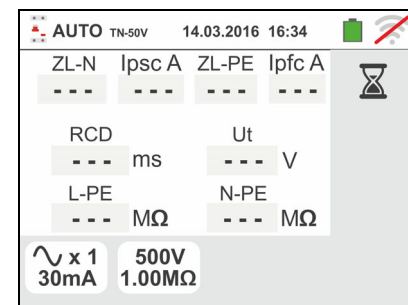 AUTO TN-50V 14.03.2016 16:34
ZL-N Ipsc A ZL-PE Ipfc A
--- --- --- ---
RCD Ut
--- ms --- V
L-PE N-PE
--- MΩ --- MΩ
x 1 500V
30mA 1.00MΩ